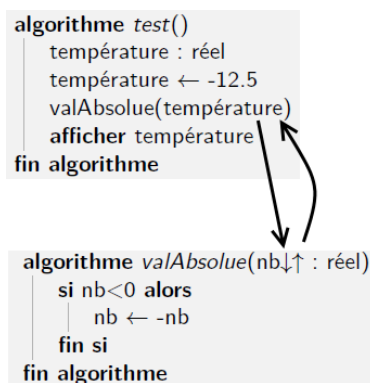 algorithme test()
température : réel
température ← -12.5
valAbsolue(température)
afficher température
fin algorithme
algorithme valAbsolue(nb↓↑ : réel)
si nb<0 alors
nb ← -nb
fin si
fin algorithme